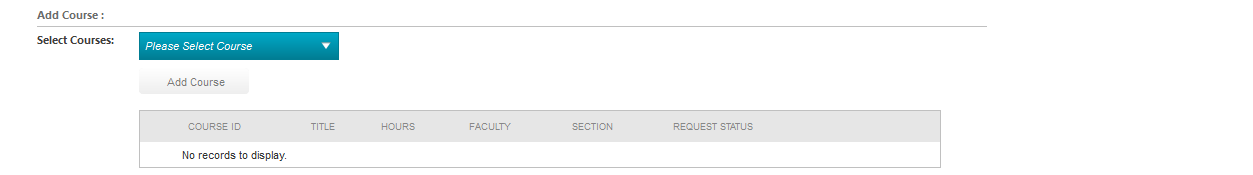 Add Course :
Select Courses: Please Select Course
Add Course
COURSE ID TITLE HOURS FACULTY SECTION REQUEST STATUS
No records to display.